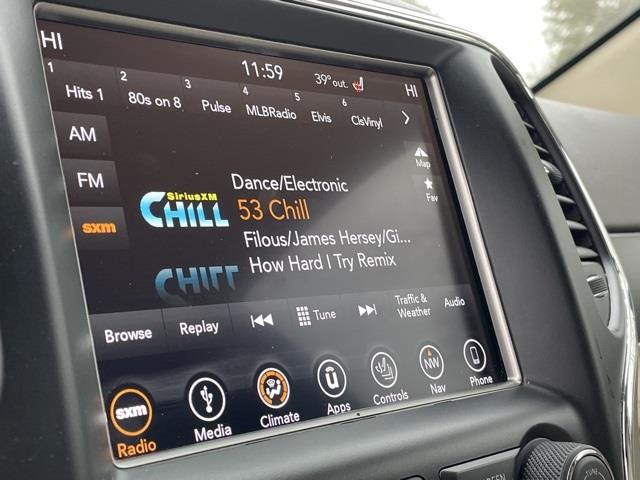 HI
11:59
39° out.
HI
1 Hits 1
2 80s on 8
3 Pulse
4 MLBRadio
5 Elvis
6 ClsVinyl
AM
FM
sxm
Map
Fav
SiriusXM
CHILL
Dance/Electronic
53 Chill
Filous/James Hersey/Gi...
How Hard I Try Remix
CHILL
Browse
Replay
Tune
Traffic &
Weather
Audio
sxm
Radio
Media
Climate
U
Apps
Controls
NW
Nav
Phone